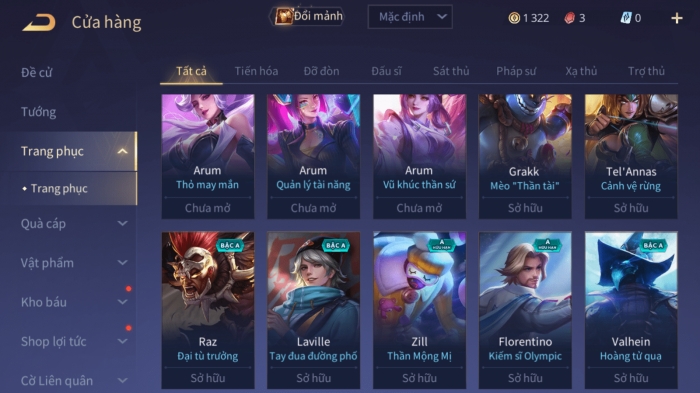 Cửa hàng
Đổi mảnh
Mặc định
1 322
3
0
Đề cử
Tướng
Trang phục
Trang phục
Quà cáp
Vật phẩm
Kho báu
Shop lợi tức
Cờ Liên quân
Tất cả Tiến hóa Đỡ đòn Đấu sĩ Sát thủ Pháp sư Xạ thủ Trợ thủ
Arum
Thỏ may mắn
Chưa mở
Arum
Quản lý tài năng
Chưa mở
Arum
Vũ khúc thần sứ
Chưa mở
Grakk
Mèo "Thần tài"
Sở hữu
Tel'Annas
Cảnh vệ rừng
Sở hữu
BẬC A
Raz
Đại tù trưởng
Sở hữu
BẬC A
Laville
Tay đua đường phố
Sở hữu
A
HỮU HẠN
Zill
Thần Mộng Mị
Sở hữu
A
HỮU HẠN
Florentino
Kiếm sĩ Olympic
Sở hữu
BẬC A
Valhein
Hoàng tử quạ
Sở hữu